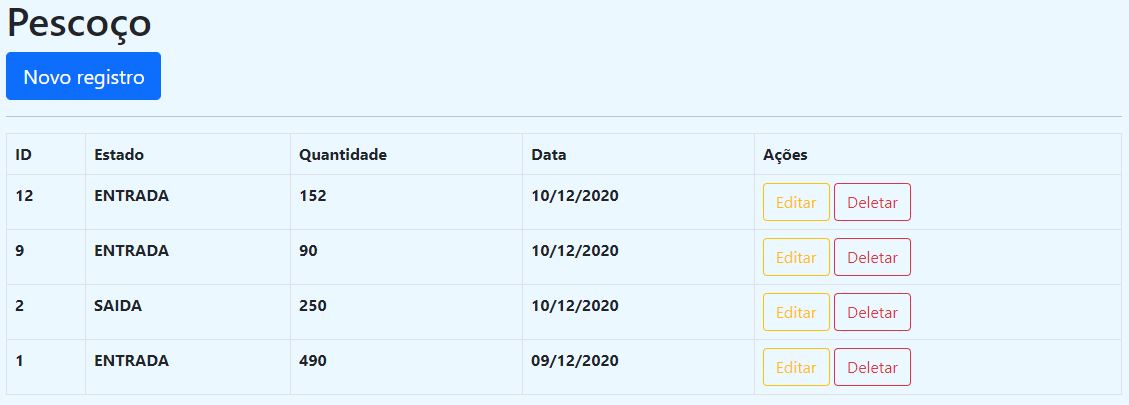 Pescoço
Novo registro
ID Estado Quantidade Data Ações
12 ENTRADA 152 10/12/2020 Editar Deletar
9 ENTRADA 90 10/12/2020 Editar Deletar
2 SAIDA 250 10/12/2020 Editar Deletar
1 ENTRADA 490 09/12/2020 Editar Deletar